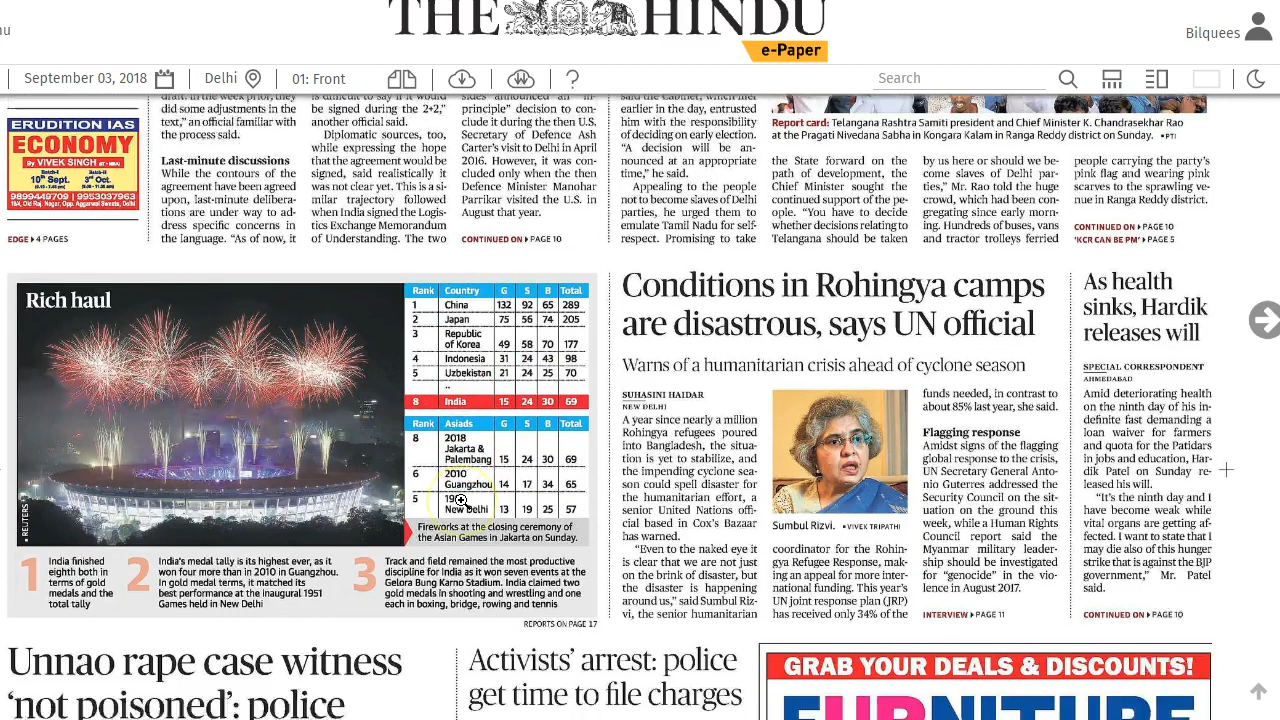 THE HINDU
e-Paper
Bilquees
September 03, 2018
Delhi
01: Front
?
Search
ERUDITION IAS
ECONOMY
By VIVEK SINGH
10th Sept.
3rd Oct.
9899449709 | 9953037963
EDGE 4 PAGES
did some adjustments in the
text,” an official familiar with
the process said.
Last-minute discussions
While the contours of the
agreement have been agreed
upon, last-minute delibera-
tions are under way to ad-
dress specific concerns in
the language. “As of now, it
is difficult to say if it would
be signed during the 2+2,”
another official said.
Diplomatic sources, too,
while expressing the hope
that the agreement would be
signed, said realistically it
was not clear yet. This is a si-
milar trajectory followed
when India signed the Logis-
tics Exchange Memorandum
of Understanding. The two
sides announced an “in-
principle” decision to con-
clude it during the then U.S.
Secretary of Defence Ash
Carter’s visit to Delhi in April
2016. However, it was con-
cluded only when the then
Defence Minister Manohar
Parrikar visited the U.S. in
August that year.
CONTINUED ON PAGE 10
said the Cabinet, which met
earlier in the day, entrusted
him with the responsibility
of deciding on early election.
“A decision will be an-
nounced at an appropriate
time,” he said.
Appealing to the people
not to become slaves of Delhi
parties, he urged them to
emulate Tamil Nadu for self-
respect. Promising to take
Report card: Telangana Rashtra Samiti president and Chief Minister K. Chandrasekhar Rao
at the Pragati Nivedana Sabha in Kongara Kalam in Ranga Reddy district on Sunday. PTI
the State forward on the
path of development, the
Chief Minister sought the
continued support of the peo-
ple. “You have to decide
whether decisions relating to
Telangana should be taken
by us here or should we be-
come slaves of Delhi par-
ties,” Mr. Rao told the huge
crowd, which had been con-
gregating since early morn-
ing. Hundreds of buses, vans
and tractor trolleys ferried
people carrying the party’s
pink flag and wearing pink
scarves to the sprawling ve-
nue in Ranga Reddy district.
CONTINUED ON PAGE 10
‘KCR CAN BE PM’ PAGE 5
Rich haul
REUTERS
Rank Country G S B Total
1 China 132 92 65 289
2 Japan 75 56 74 205
3 Republic
of Korea 49 58 70 177
4 Indonesia 31 24 43 98
5 Uzbekistan 21 24 25 70
..
8 India 15 24 30 69
Rank Asiads G S B Total
8 2018
Jakarta &
Palembang 15 24 30 69
6 2010
Guangzhou 14 17 34 65
5
New Delhi 13 19 25 57
Fireworks at the closing ceremony of
the Asian Games in Jakarta on Sunday.
1 India finished
eighth both in
terms of gold
medals and the
total tally
2 India’s medal tally is its highest ever, as it
won four more than in 2010 in Guangzhou.
In gold medal terms, it matched its
best performance at the inaugural 1951
Games held in New Delhi
3 Track and field remained the most productive
discipline for India as it won seven events at the
Gelora Bung Karno Stadium. India claimed two
gold medals in shooting and wrestling and one
each in boxing, bridge, rowing and tennis
REPORTS ON PAGE 17
Conditions in Rohingya camps
are disastrous, says UN official
Warns of a humanitarian crisis ahead of cyclone season
SUHASINI HAIDAR
NEW DELHI
A year since nearly a million
Rohingya refugees poured
into Bangladesh, the situa-
tion is yet to stabilize, and
the impending cyclone sea-
son could spell disaster for
the humanitarian effort, a
senior United Nations offi-
cial based in Cox’s Bazaar
has warned.
“Even to the naked eye it
is clear that we are not just
on the brink of disaster, but
the disaster is happening
around us,” said Sumbul Riz-
vi, the senior humanitarian
Sumbul Rizvi. VIVEK TRIPATHI
coordinator for the Rohin-
gya Refugee Response, mak-
ing an appeal for more inter-
national funding. This year’s
UN joint response plan (JRP)
has received only 34% of the
funds needed, in contrast to
about 85% last year, she said.
Flagging response
Amidst signs of the flagging
global response to the crisis,
UN Secretary General Anto-
nio Guterres addressed the
Security Council on the sit-
uation on the ground this
week, while a Human Rights
Council report said the
Myanmar military leader-
ship should be investigated
for “genocide” in the vio-
lence in August 2017.
INTERVIEW PAGE 11
As health
sinks, Hardik
releases will
SPECIAL CORRESPONDENT
AHMEDABAD
Amid deteriorating health
on the ninth day of his in-
definite fast demanding a
loan waiver for farmers
and quota for the Patidars
in jobs and education, Har-
dik Patel on Sunday re-
leased his will.
“It’s the ninth day and I
have become weak while
vital organs are getting af-
fected. I want to state that I
may die also of this hunger
strike that is against the BJP
government,” Mr. Patel
said.
CONTINUED ON PAGE 10
Unnao rape case witness
‘not poisoned’: police
Activists’ arrest: police
get time to file charges
GRAB YOUR DEALS & DISCOUNTS!
FURNITURE